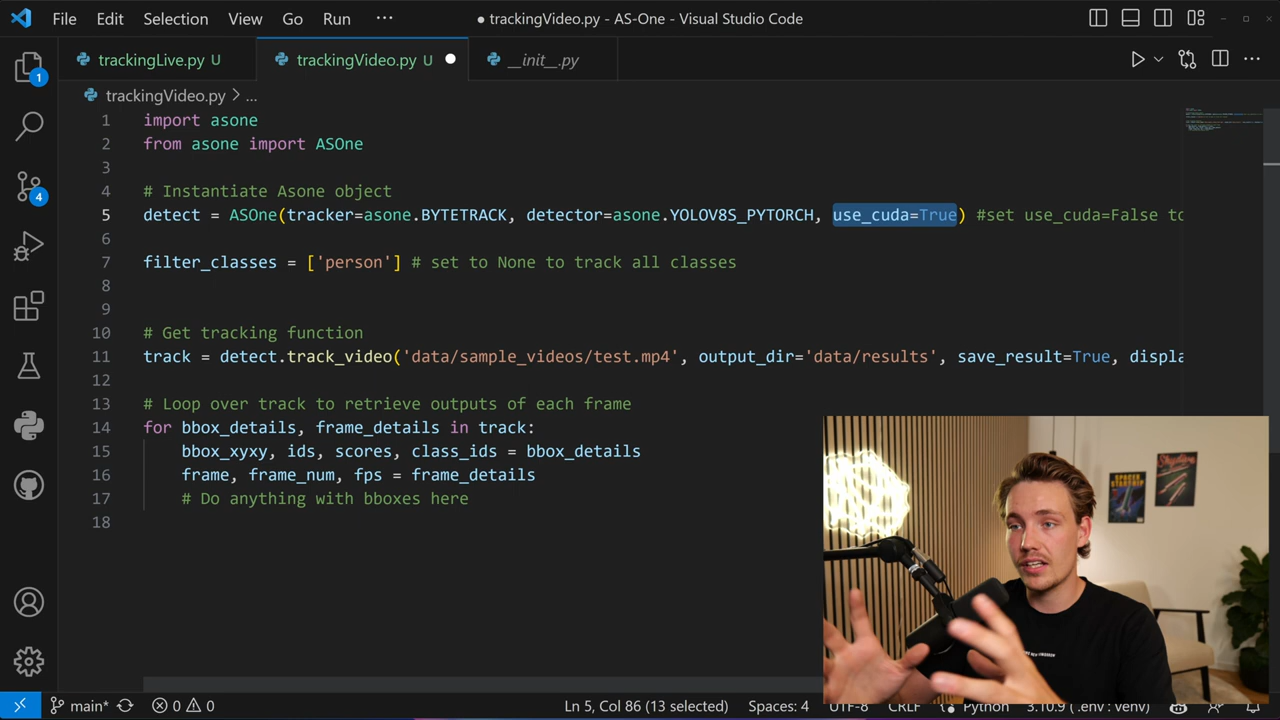 File Edit Selection View Go Run ··· ● trackingVideo.py - AS-One - Visual Studio Code
trackingLive.py U trackingVideo.py U __init__.py
1
trackingVideo.py > ...
1 import asone
2 from asone import ASOne
3
4 # Instantiate Asone object
5 detect = ASOne(tracker=asone.BYTETRACK, detector=asone.YOLOV8S_PYTORCH, use_cuda=True) #set use_cuda=False to
4
6
7 filter_classes = ['person'] # set to None to track all classes
8
9
10 # Get tracking function
11 track = detect.track_video('data/sample_videos/test.mp4', output_dir='data/results', save_result=True, displa
12
13 # Loop over track to retrieve outputs of each frame
14 for bbox_details, frame_details in track:
15 bbox_xyxy, ids, scores, class_ids = bbox_details
16 frame, frame_num, fps = frame_details
17 # Do anything with bboxes here
18
SPACEX
STARSHIP
main* 0 0 Ln 5, Col 86 (13 selected) Spaces: 4 UTF-8 CRLF Python 3.10.9 ('.env': venv)